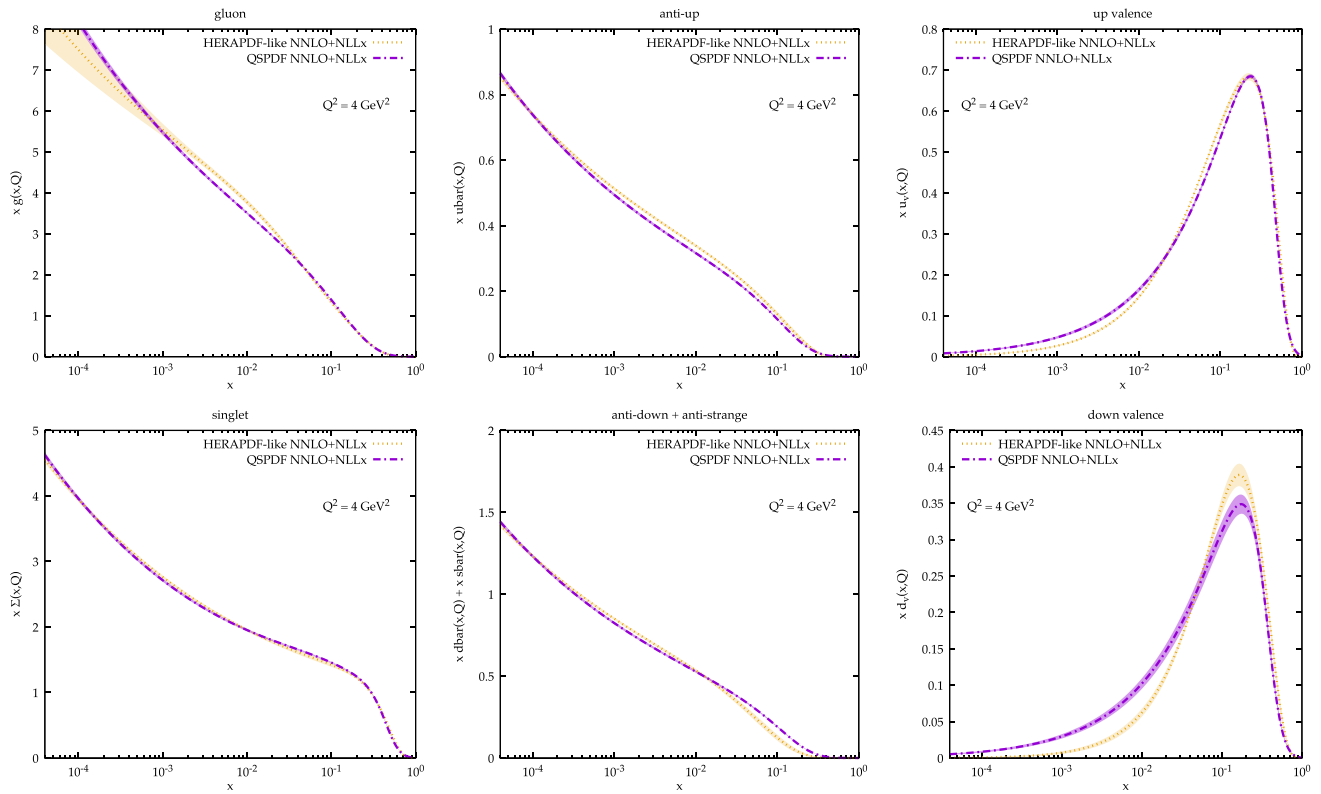 gluon
HERAPDF-like NNLO+NLLx
QSPDF NNLO+NLLx
Q² = 4 GeV²
x g(x,Q)
8
7
6
5
4
3
2
1
0
10⁻⁴ 10⁻³ 10⁻² 10⁻¹ 10⁰
x
anti-up
HERAPDF-like NNLO+NLLx
QSPDF NNLO+NLLx
Q² = 4 GeV²
x ubar(x,Q)
1
0.8
0.6
0.4
0.2
0
10⁻⁴ 10⁻³ 10⁻² 10⁻¹ 10⁰
x
up valence
HERAPDF-like NNLO+NLLx
QSPDF NNLO+NLLx
Q² = 4 GeV²
x uᵥ(x,Q)
0.8
0.7
0.6
0.5
0.4
0.3
0.2
0.1
0
10⁻⁴ 10⁻³ 10⁻² 10⁻¹ 10⁰
x
singlet
HERAPDF-like NNLO+NLLx
QSPDF NNLO+NLLx
Q² = 4 GeV²
x Σ(x,Q)
5
4
3
2
1
0
10⁻⁴ 10⁻³ 10⁻² 10⁻¹ 10⁰
x
anti-down + anti-strange
HERAPDF-like NNLO+NLLx
QSPDF NNLO+NLLx
Q² = 4 GeV²
x dbar(x,Q) + x sbar(x,Q)
2
1.5
1
0.5
0
10⁻⁴ 10⁻³ 10⁻² 10⁻¹ 10⁰
x
down valence
HERAPDF-like NNLO+NLLx
QSPDF NNLO+NLLx
Q² = 4 GeV²
x dᵥ(x,Q)
0.45
0.4
0.35
0.3
0.25
0.2
0.15
0.1
0.05
0
10⁻⁴ 10⁻³ 10⁻² 10⁻¹ 10⁰
x